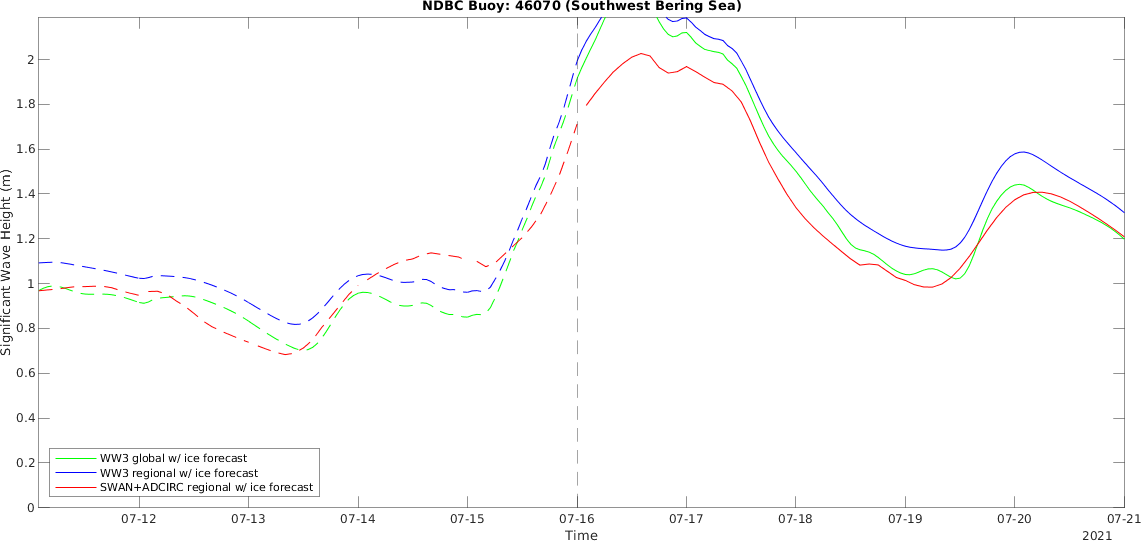 NDBC Buoy: 46070 (Southwest Bering Sea)
2
1.8
1.6
1.4
1.2
1
0.8
0.6
0.4
0.2
0
Significant Wave Height (m)
WW3 global w/ ice forecast
WW3 regional w/ ice forecast
SWAN+ADCIRC regional w/ ice forecast
07-12 07-13 07-14 07-15 07-16 07-17 07-18 07-19 07-20 07-21
Time
2021